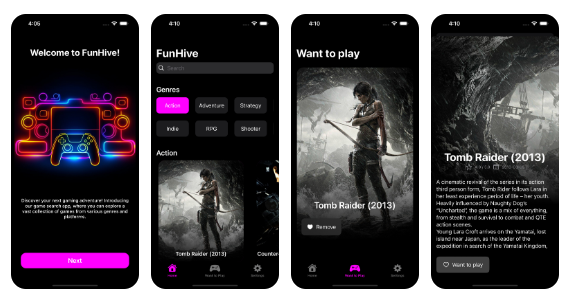 4:05
Welcome to FunHive!
Discover your next gaming adventure! Introducing
our game search app, where you can explore a
vast collection of games from various genres and
platforms.
Next
4:10
FunHive
Search
Genres
Action
Adventure
Strategy
Indie
RPG
Shooter
Action
Tomb Raider (2013)
Counter
Home
Want to Play
Settings
4:10
Want to play
Tomb Raider (2013)
Remove
Home
Want to Play
Settings
4:10
Tomb Raider (2013)
A cinematic revival of the series in its action
third person form, Tomb Raider follows Lara in
her least experience period of life – her youth.
Heavily influenced by Naughty Dog's
"Uncharted", the game is a mix of everything,
from stealth and survival to combat and QTE
action scenes.
Young Lara Croft arrives on the Yamatai, lost
island near Japan, as the leader of the
expedition in search of the Yamatai Kingdom,
Want to play